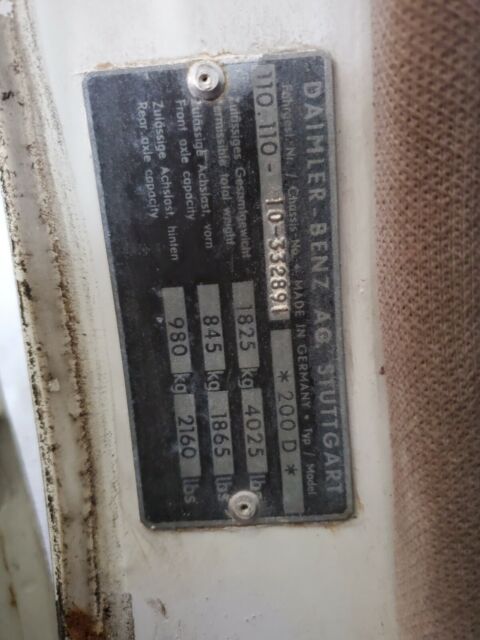 DAIMLER-BENZ AG STUTTGART
Fahrgest.-Nr. / Chassis-No. * MADE IN GERMANY * Typ / Model
110.110- 10-332891 * 200 D *
Zulässiges Gesamtgewicht
Permissible total weight 1825 kg 4025 lbs
Zulässige Achslast, vorn
Front axle capacity 845 kg 1865 lbs
Zulässige Achslast, hinten
Rear axle capacity 980 kg 2160 lbs